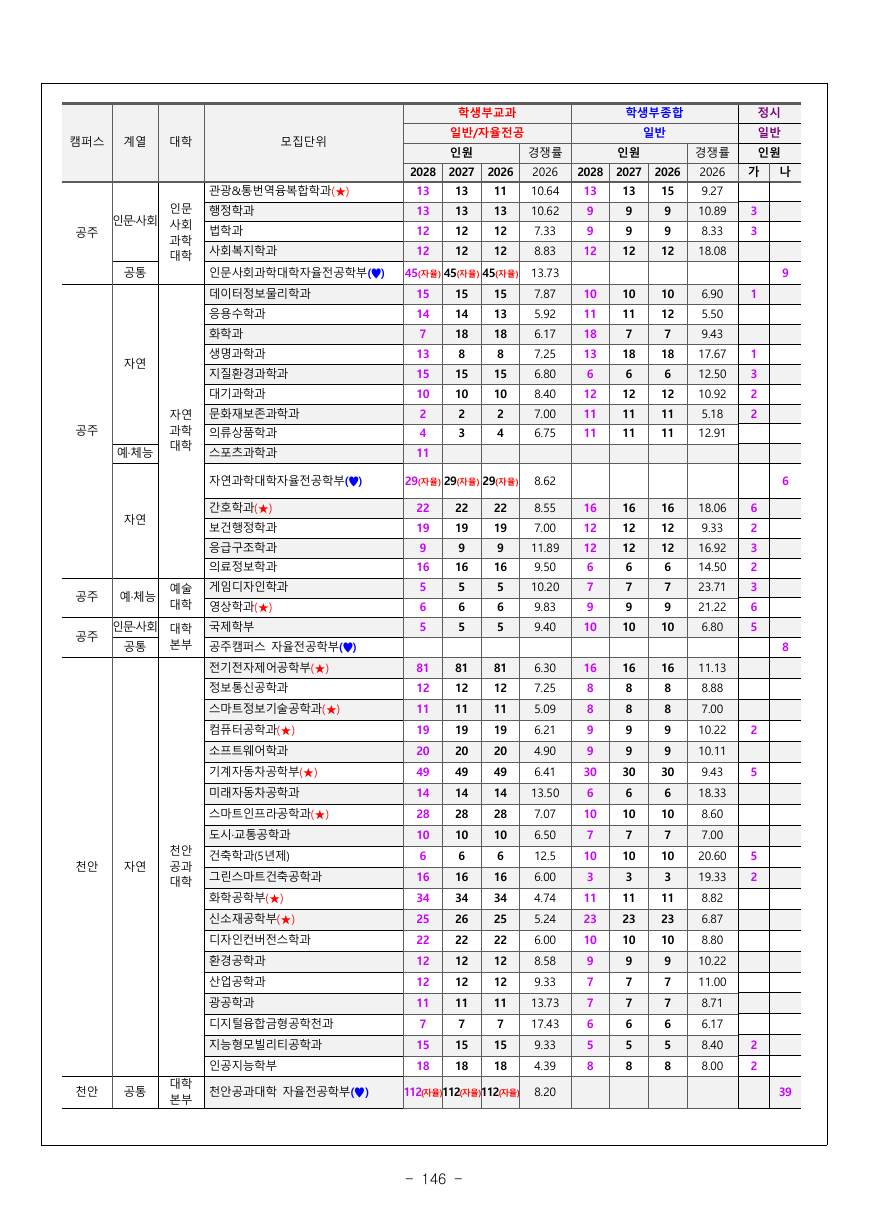 캠퍼스 계열 대학 모집단위 학생부교과 학생부종합 정시
일반/자율전공 일반 일반
인원 경쟁률 인원 경쟁률 인원
2028 2027 2026 2026 2028 2027 2026 2026 가 나
공주 인문·사회 인문 사회 과학 대학 관광&통번역융복합학과(★) 13 13 11 10.64 13 13 15 9.27
행정학과 13 13 13 10.62 9 9 9 10.89 3
법학과 12 12 12 7.33 9 9 9 8.33 3
사회복지학과 12 12 12 8.83 12 12 12 18.08
공통 인문사회과학대학자율전공학부(♥) 45(자율) 45(자율) 45(자율) 13.73 9
공주 자연 자연 과학 대학 데이터정보물리학과 15 15 15 7.87 10 10 10 6.90 1
응용수학과 14 14 13 5.92 11 11 12 5.50
화학과 7 18 18 6.17 18 7 7 9.43
생명과학과 13 8 8 7.25 13 18 18 17.67 1
지질환경과학과 15 15 15 6.80 6 6 6 12.50 3
대기과학과 10 10 10 8.40 12 12 12 10.92 2
문화재보존과학과 2 2 2 7.00 11 11 11 5.18 2
의류상품학과 4 3 4 6.75 11 11 11 12.91
예·체능 스포츠과학과 11
자연 자연과학대학자율전공학부(♥) 29(자율) 29(자율) 29(자율) 8.62 6
간호학과(★) 22 22 22 8.55 16 16 16 18.06 6
보건행정학과 19 19 19 7.00 12 12 12 9.33 2
응급구조학과 9 9 9 11.89 12 12 12 16.92 3
의료정보학과 16 16 16 9.50 6 6 6 14.50 2
공주 예·체능 예술 대학 게임디자인학과 5 5 5 10.20 7 7 7 23.71 3
영상학과(★) 6 6 6 9.83 9 9 9 21.22 6
공주 인문·사회 대학 본부 국제학부 5 5 5 9.40 10 10 10 6.80 5
공통 공주캠퍼스 자율전공학부(♥) 8
천안 자연 천안 공과 대학 전기전자제어공학부(★) 81 81 81 6.30 16 16 16 11.13
정보통신공학과 12 12 12 7.25 8 8 8 8.88
스마트정보기술공학과(★) 11 11 11 5.09 8 8 8 7.00
컴퓨터공학과(★) 19 19 19 6.21 9 9 9 10.22 2
소프트웨어학과 20 20 20 4.90 9 9 9 10.11
기계자동차공학부(★) 49 49 49 6.41 30 30 30 9.43 5
미래자동차공학과 14 14 14 13.50 6 6 6 18.33
스마트인프라공학과(★) 28 28 28 7.07 10 10 10 8.60
도시·교통공학과 10 10 10 6.50 7 7 7 7.00
건축학과(5년제) 6 6 6 12.5 10 10 10 20.60 5
그린스마트건축공학과 16 16 16 6.00 3 3 3 19.33 2
화학공학부(★) 34 34 34 4.74 11 11 11 8.82
신소재공학부(★) 25 26 25 5.24 23 23 23 6.87
디자인컨버전스학과 22 22 22 6.00 10 10 10 8.80
환경공학과 12 12 12 8.58 9 9 9 10.22
산업공학과 12 12 12 9.33 7 7 7 11.00
광공학과 11 11 11 13.73 7 7 7 8.71
디지털융합금형공학천과 7 7 7 17.43 6 6 6 6.17
지능형모빌리티공학과 15 15 15 9.33 5 5 5 8.40 2
인공지능학부 18 18 18 4.39 8 8 8 8.00 2
천안 공통 대학 본부 천안공과대학 자율전공학부(♥) 112(자율) 112(자율) 112(자율) 8.20 39
- 146 -